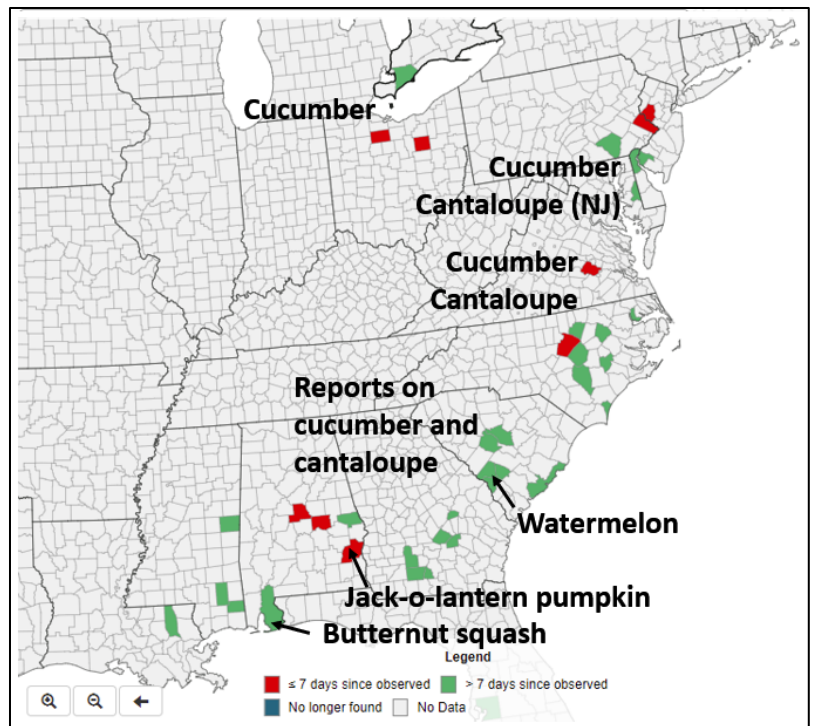 Cucumber
Cucumber
Cantaloupe (NJ)
Cucumber
Cantaloupe
Reports on
cucumber and
cantaloupe
Watermelon
Jack-o-lantern pumpkin
Butternut squash
Legend
≤ 7 days since observed
> 7 days since observed
No longer found
No Data